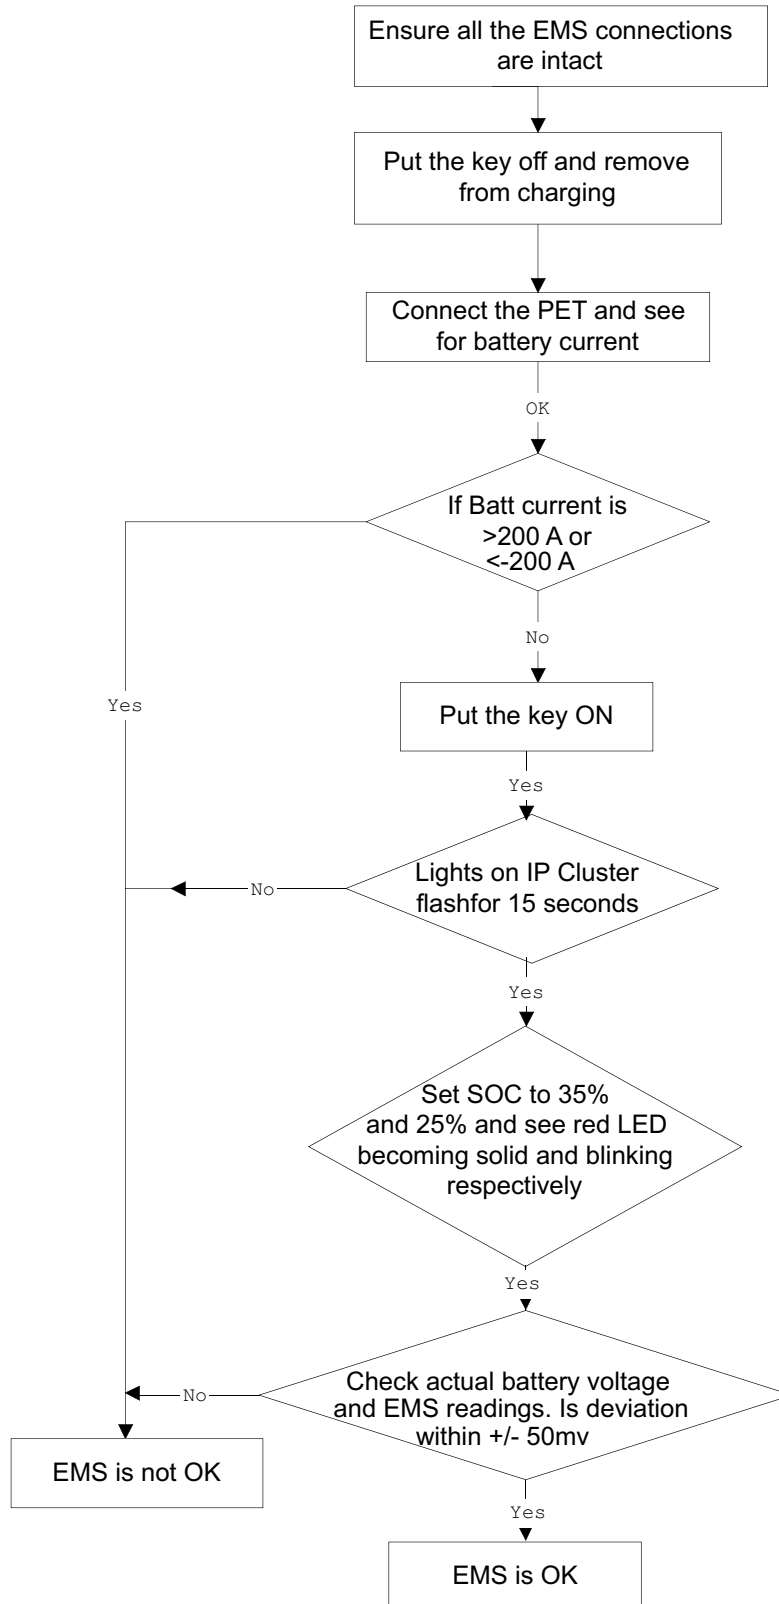 Ensure all the EMS connections
are intact
Put the key off and remove
from charging
Connect the PET and see
for battery current
OK
If Batt current is
>200 A or
<-200 A
No
Yes
Put the key ON
Yes
Lights on IP Cluster
flashfor 15 seconds
No
Yes
Set SOC to 35%
and 25% and see red LED
becoming solid and blinking
respectively
Yes
Check actual battery voltage
and EMS readings. Is deviation
within +/- 50mv
No
EMS is not OK
Yes
EMS is OK